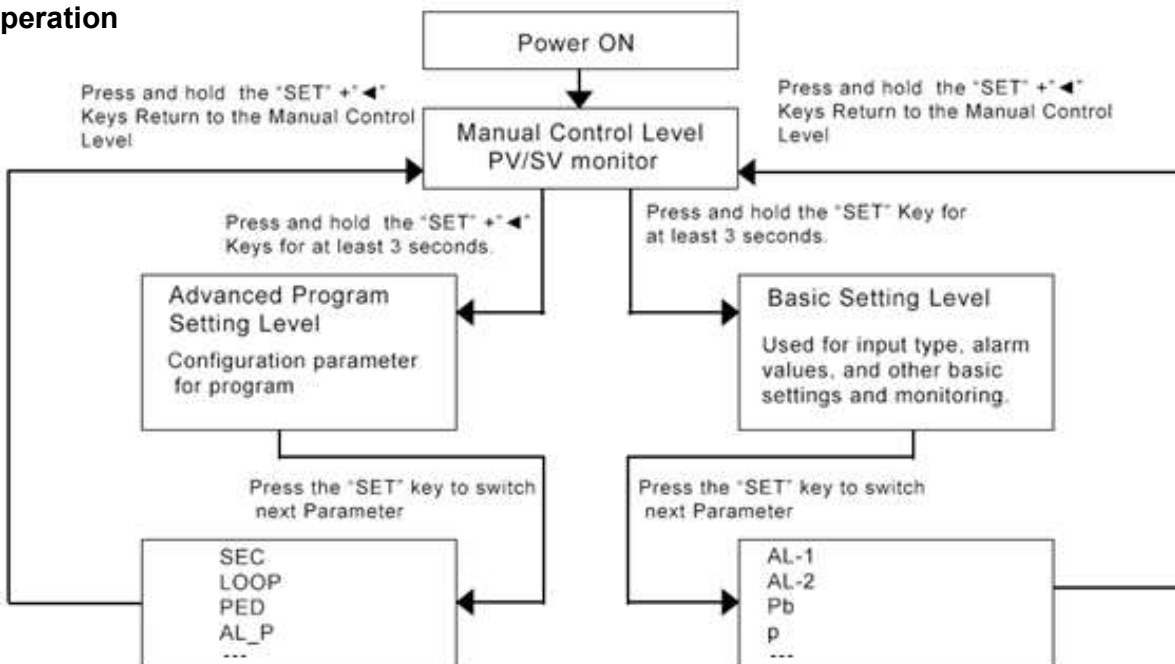 peration
Power ON
Press and hold the "SET" +"◄"
Keys Return to the Manual Control
Level
Press and hold the "SET" +"◄"
Keys Return to the Manual Control
Level
Manual Control Level
PV/SV monitor
Press and hold the "SET" +"◄"
Keys for at least 3 seconds.
Press and hold the "SET" Key for
at least 3 seconds.
Advanced Program
Setting Level
Configuration parameter
for program
Basic Setting Level
Used for input type, alarm
values, and other basic
settings and monitoring.
Press the "SET" key to switch
next Parameter
Press the "SET" key to switch
next Parameter
SEC
LOOP
PED
AL_P
---
AL-1
AL-2
Pb
p
---